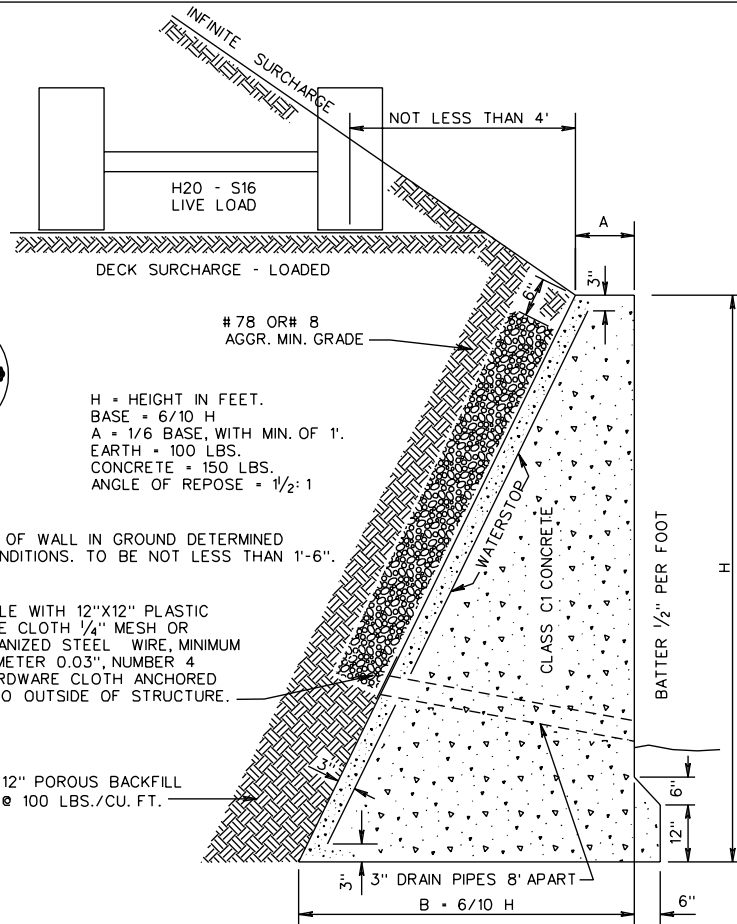 INFINITE SURCHARGE
NOT LESS THAN 4'
H20 - S16
LIVE LOAD
A
3"
DECK SURCHARGE - LOADED
6"
# 78 OR# 8
AGGR. MIN. GRADE
H = HEIGHT IN FEET.
BASE = 6/10 H
A = 1/6 BASE, WITH MIN. OF 1'.
EARTH = 100 LBS.
CONCRETE = 150 LBS.
ANGLE OF REPOSE = 1½: 1
WATERSTOP
CLASS C1 CONCRETE
BATTER ½" PER FOOT
H
OF WALL IN GROUND DETERMINED
NDITIONS. TO BE NOT LESS THAN 1'-6".
LE WITH 12"X12" PLASTIC
E CLOTH ¼" MESH OR
ANIZED STEEL WIRE, MINIMUM
METER 0.03", NUMBER 4
RDWARE CLOTH ANCHORED
O OUTSIDE OF STRUCTURE.
12" POROUS BACKFILL
@ 100 LBS./CU. FT.
3"
6"
12"
3"
3" DRAIN PIPES 8' APART
B = 6/10 H
6"